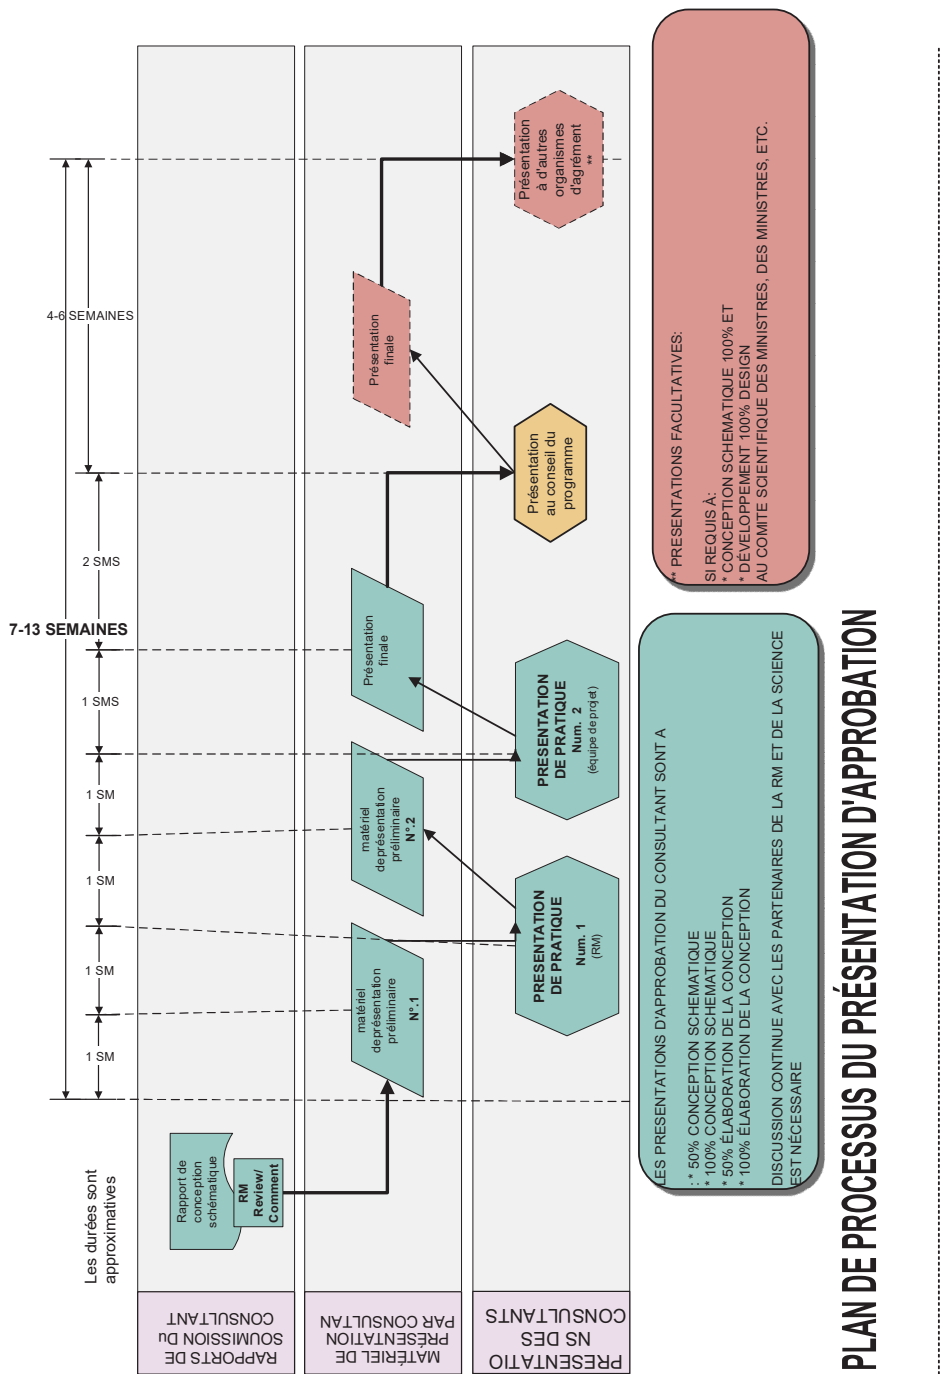 Les durées sont
approximatives
7-13 SEMAINES
1 SM
1 SM
1 SM
1 SM
1 SMS
2 SMS
4-6 SEMAINES
RAPPORTS DE
SOUMISSION Du
CONSULTANT
Rapport de
conception
schématique
RM
Review/
Comment
MATÉRIEL DE
PRÉSENTATION
PAR CONSULTAN
matériel
de présentation
préliminaire
N°.1
matériel
de présentation
préliminaire
N°.2
Présentation
finale
Présentation
finale
PRESENTATIO
NS DES
CONSULTANTS
PRESENTATION
DE PRATIQUE
Num. 1
(RM)
PRESENTATION
DE PRATIQUE
Num. 2
(équipe de projet)
Présentation
au conseil du
programme
Présentation
à d'autres
organismes
d'agrément
**
LES PRESENTATIONS D'APPROBATION DU CONSULTANT SONT A
: * 50% CONCEPTION SCHEMATIQUE
* 100% CONCEPTION SCHEMATIQUE
* 50% ÉLABORATION DE LA CONCEPTION
* 100% ÉLABORATION DE LA CONCEPTION
DISCUSSION CONTINUE AVEC LES PARTENAIRES DE LA RM ET DE LA SCIENCE
EST NÉCESSAIRE
** PRESENTATIONS FACULTATIVES:
SI REQUIS À:
* CONCEPTION SCHEMATIQUE 100% ET
* DÉVELOPPEMENT 100% DESIGN
AU COMITE SCIENTIFIQUE DES MINISTRES, DES MINISTRES, ETC.
PLAN DE PROCESSUS DU PRÉSENTATION D'APPROBATION